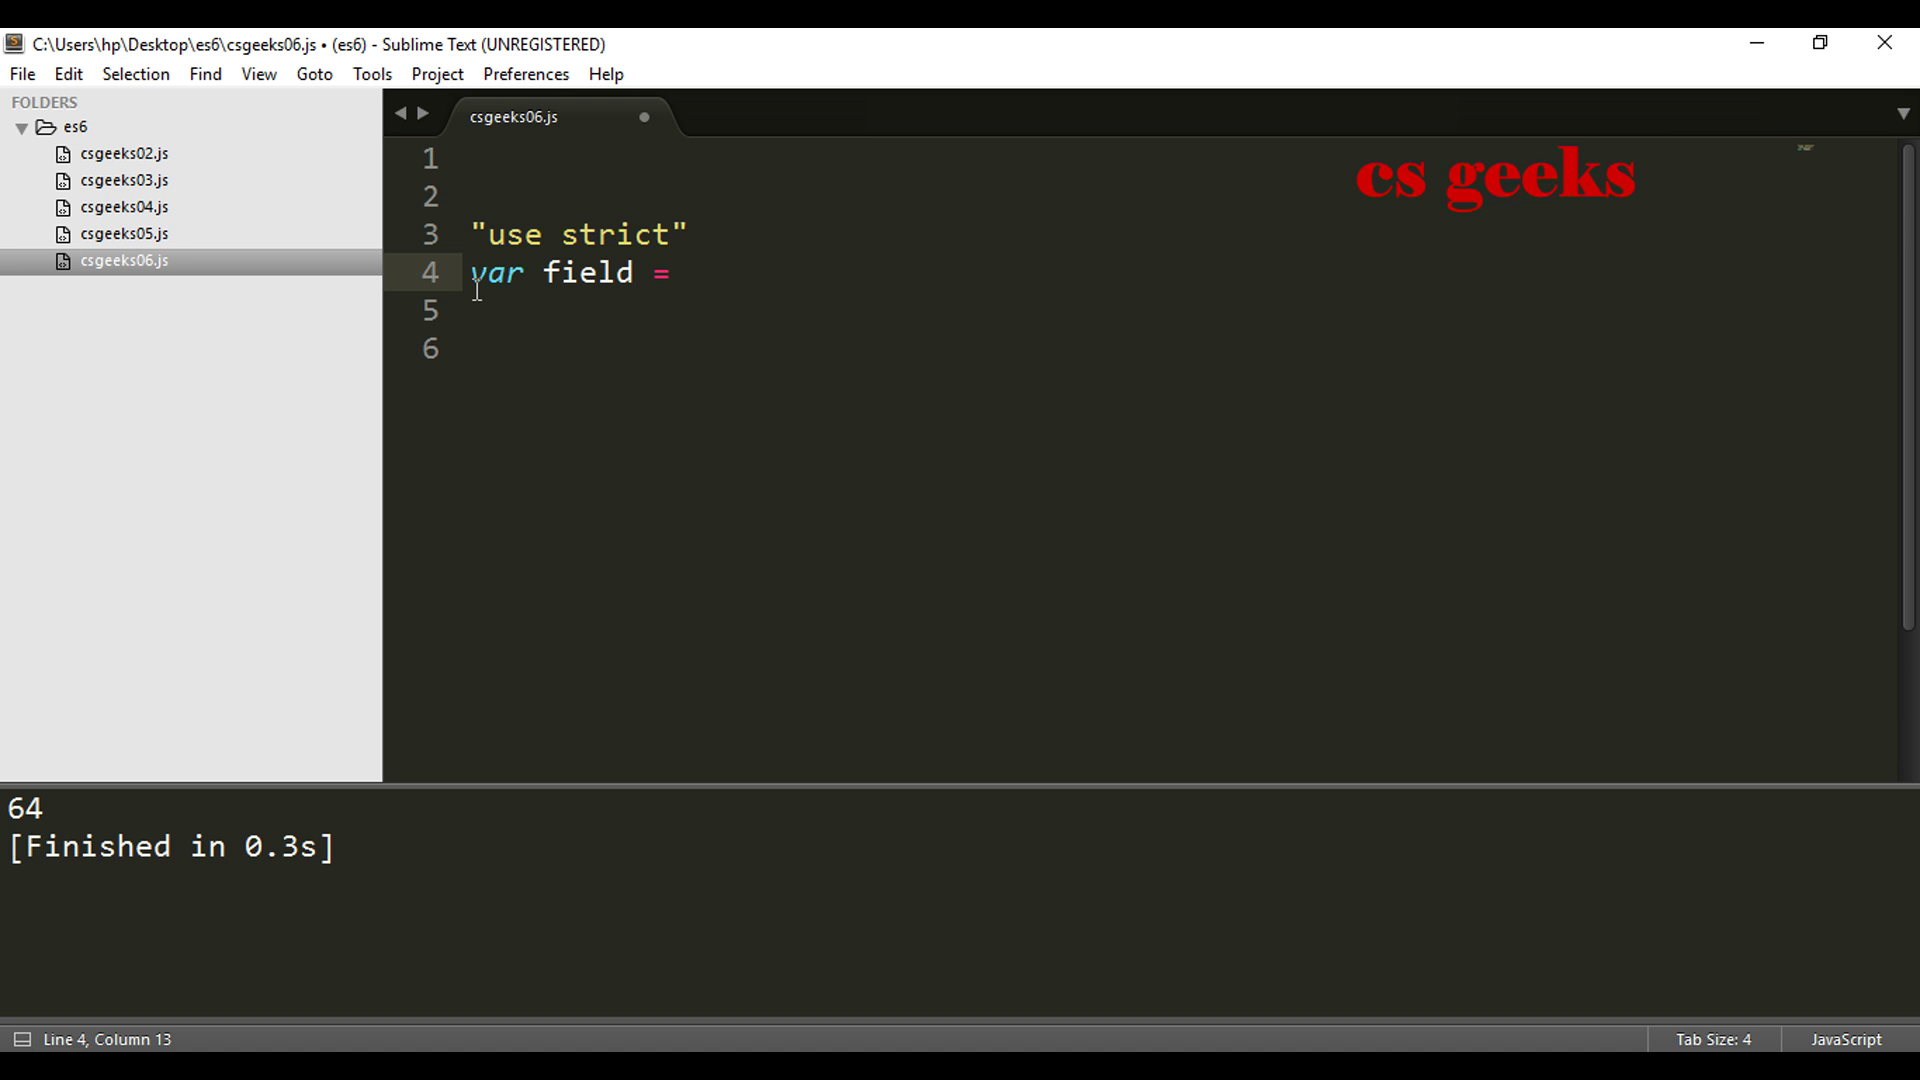 C:\Users\hp\Desktop\es6\csgeeks06.js • (es6) - Sublime Text (UNREGISTERED)
File Edit Selection Find View Goto Tools Project Preferences Help
FOLDERS
es6
csgeeks02.js
csgeeks03.js
csgeeks04.js
csgeeks05.js
csgeeks06.js
csgeeks06.js
cs geeks
1
2
3 "use strict"
4 var field =
5
6
64
[Finished in 0.3s]
Line 4, Column 13
Tab Size: 4
JavaScript